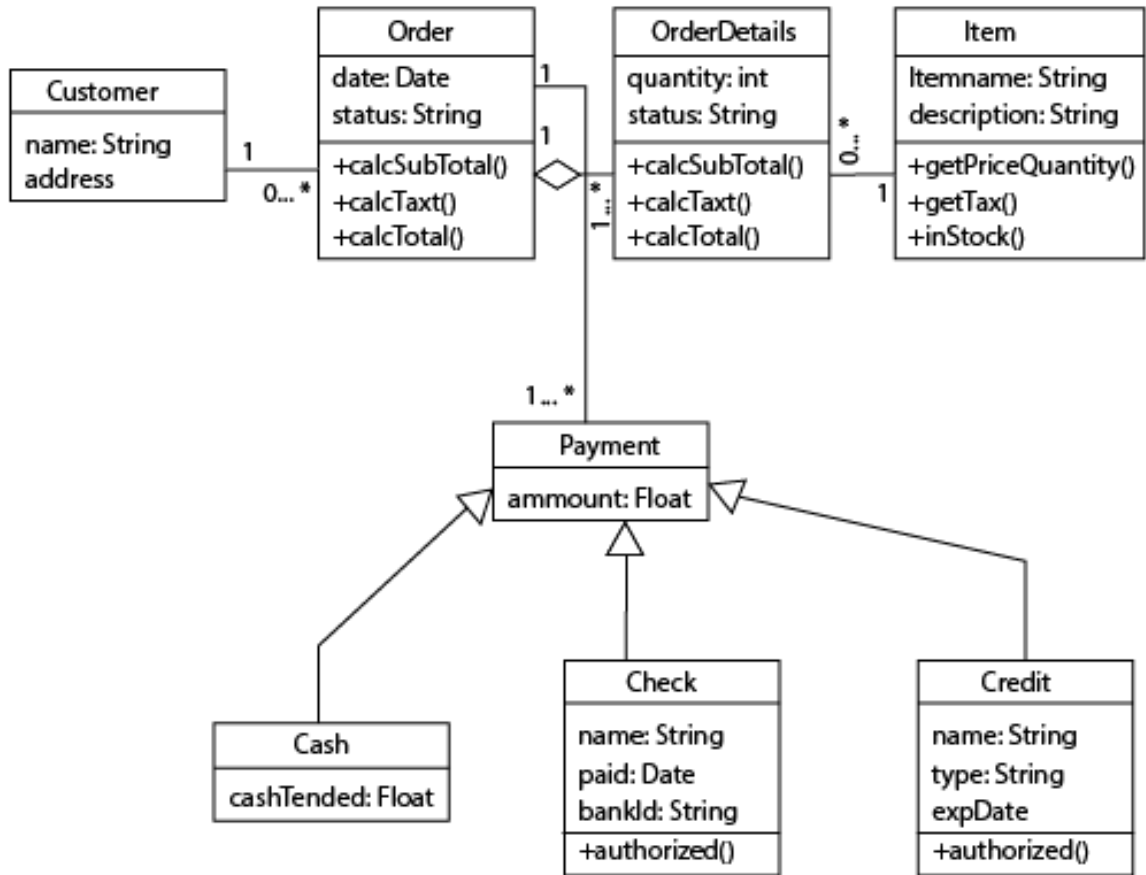 Customer
name: String
address
1
0... *
Order
date: Date
status: String
+calcSubTotal()
+calcTaxt()
+calcTotal()
1
1
1...*
OrderDetails
quantity: int
status: String
+calcSubTotal()
+calcTaxt()
+calcTotal()
0...*
1
Item
Itemname: String
description: String
+getPriceQuantity()
+getTax()
+inStock()
1... *
Payment
ammount: Float
Cash
cashTended: Float
Check
name: String
paid: Date
bankId: String
+authorized()
Credit
name: String
type: String
expDate
+authorized()